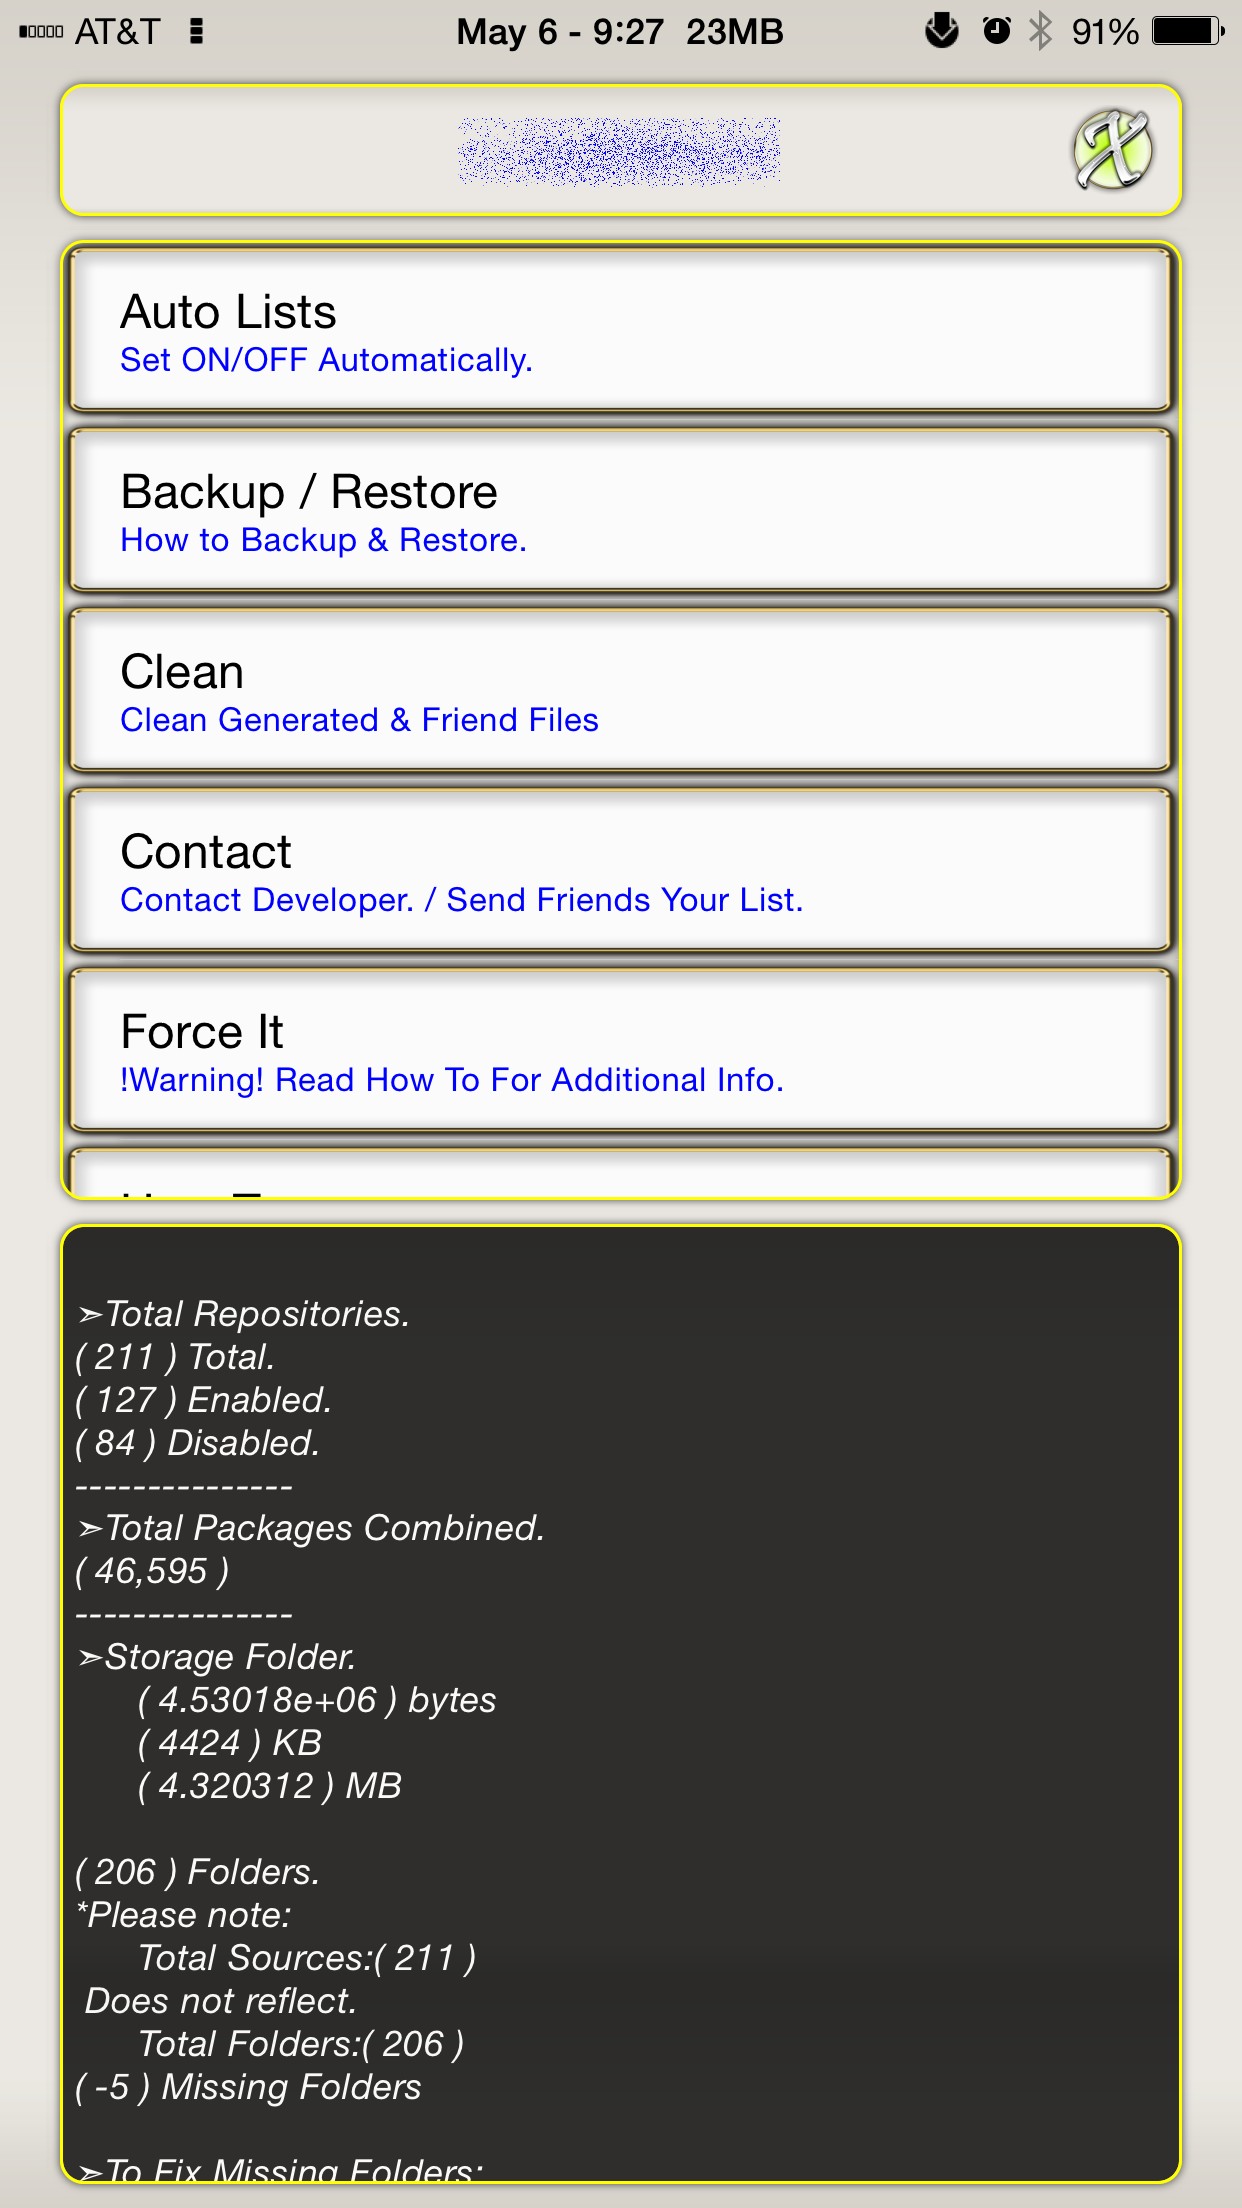 AT&T May 6 - 9:27 23MB 91%
Auto Lists
Set ON/OFF Automatically.
Backup / Restore
How to Backup & Restore.
Clean
Clean Generated & Friend Files
Contact
Contact Developer. / Send Friends Your List.
Force It
!Warning! Read How To For Additional Info.
➣Total Repositories.
( 211 ) Total.
( 127 ) Enabled.
( 84 ) Disabled.
---------------
➣Total Packages Combined.
( 46,595 )
---------------
➣Storage Folder.
( 4.53018e+06 ) bytes
( 4424 ) KB
( 4.320312 ) MB
( 206 ) Folders.
*Please note:
Total Sources:( 211 )
Does not reflect.
Total Folders:( 206 )
( -5 ) Missing Folders
➣To Fix Missing Folders: